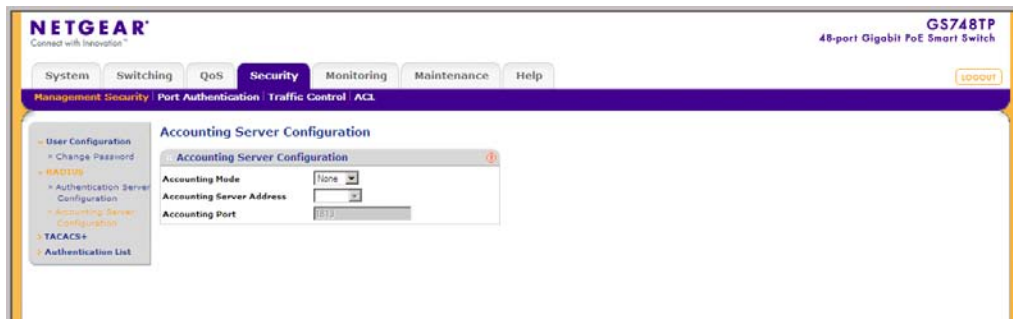 NETGEAR®
Connect with Innovation™
GS748TP
48-port Gigabit PoE Smart Switch
System Switching QoS Security Monitoring Maintenance Help
LOGOUT
Management Security Port Authentication Traffic Control ACL
User Configuration
Change Password
RADIUS
Authentication Server
Configuration
Accounting Server
Configuration
TACACS+
Authentication List
Accounting Server Configuration
Accounting Server Configuration
Accounting Mode None
Accounting Server Address
Accounting Port 1813